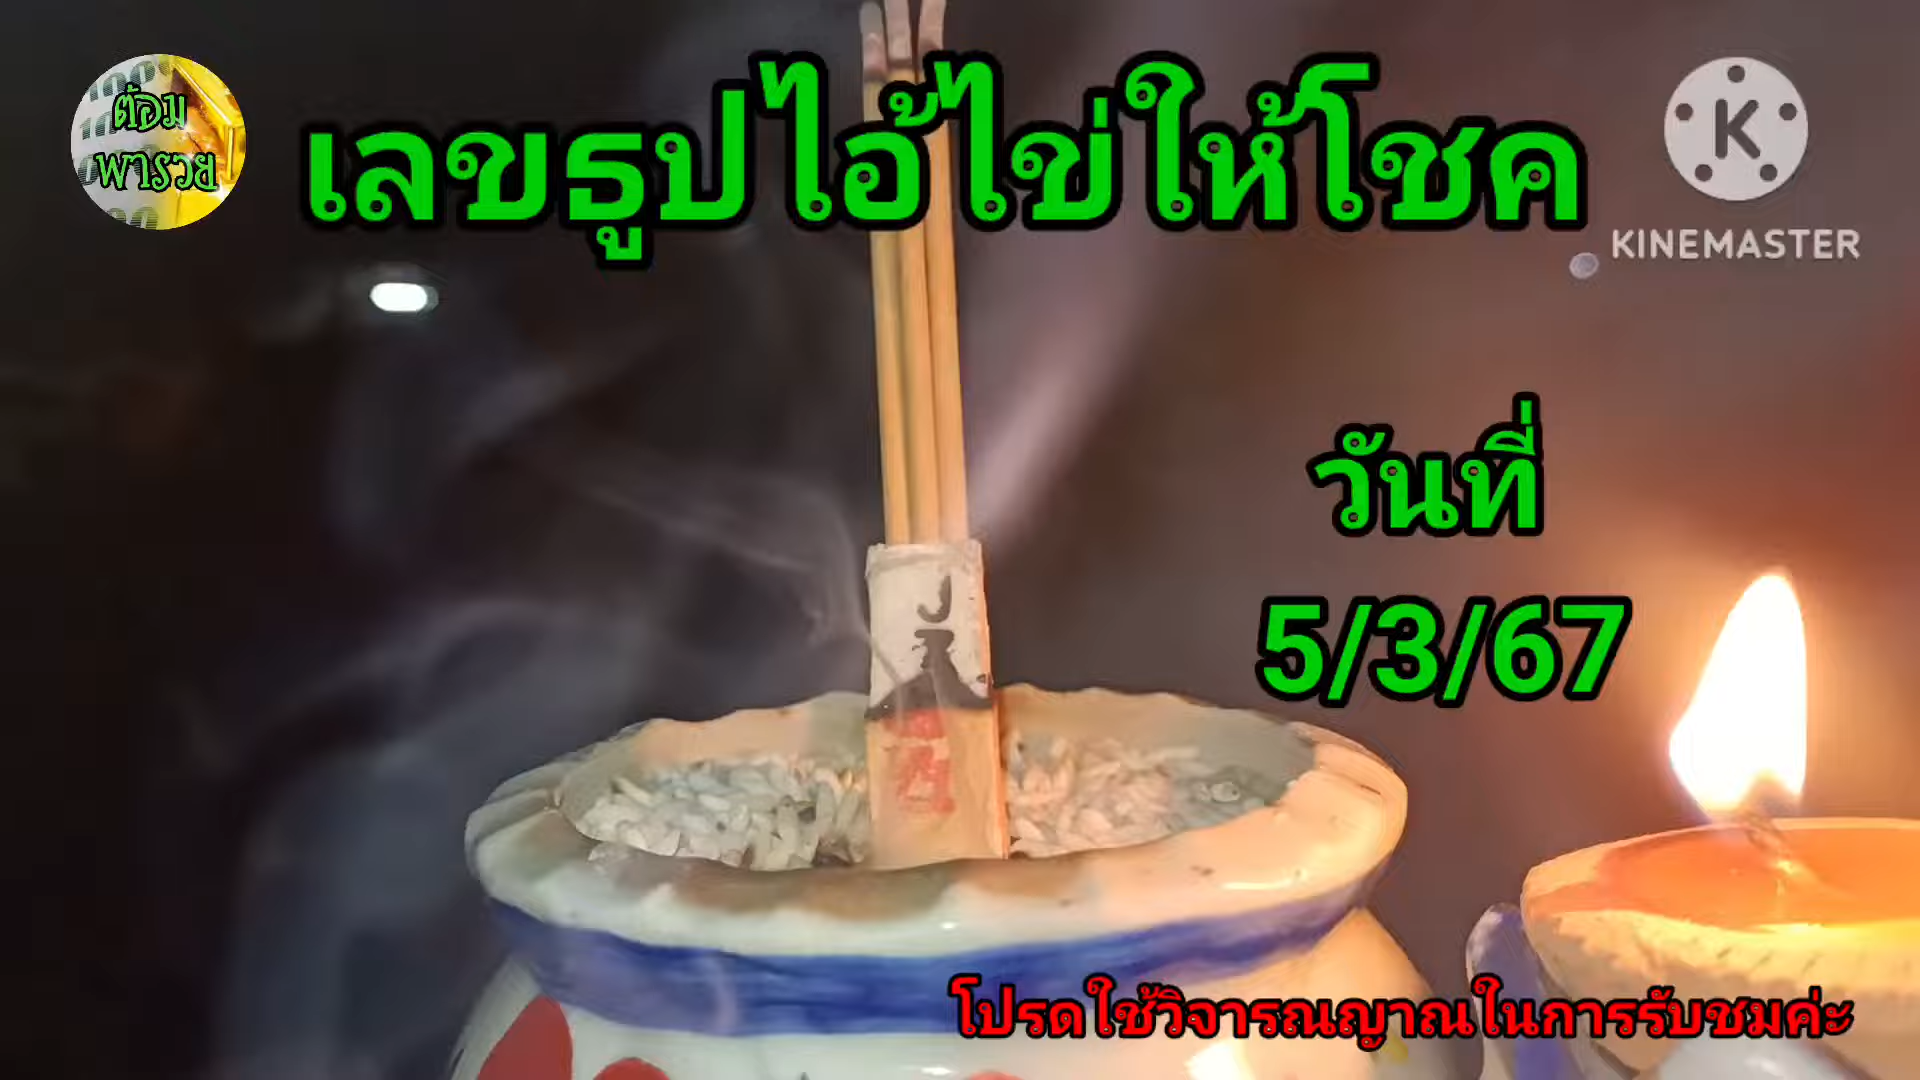 ต้อม
พารวย
เลขธูปไอ้ไข่ให้โชค
K
KINEMASTER
วันที่
5/3/67
โปรดใช้วิจารณญาณในการรับชมค่ะ